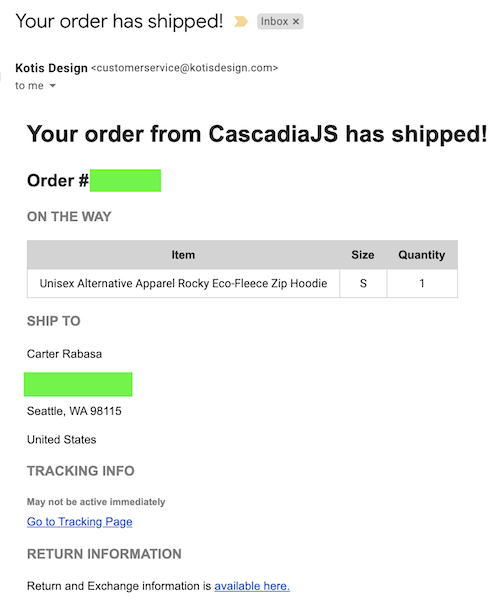 Your order has shipped!
Inbox ×
Kotis Design <customerservice@kotisdesign.com>
to me
Your order from CascadiaJS has shipped!
Order #
ON THE WAY
Item Size Quantity
Unisex Alternative Apparel Rocky Eco-Fleece Zip Hoodie S 1
SHIP TO
Carter Rabasa
Seattle, WA 98115
United States
TRACKING INFO
May not be active immediately
Go to Tracking Page
RETURN INFORMATION
Return and Exchange information is available here.